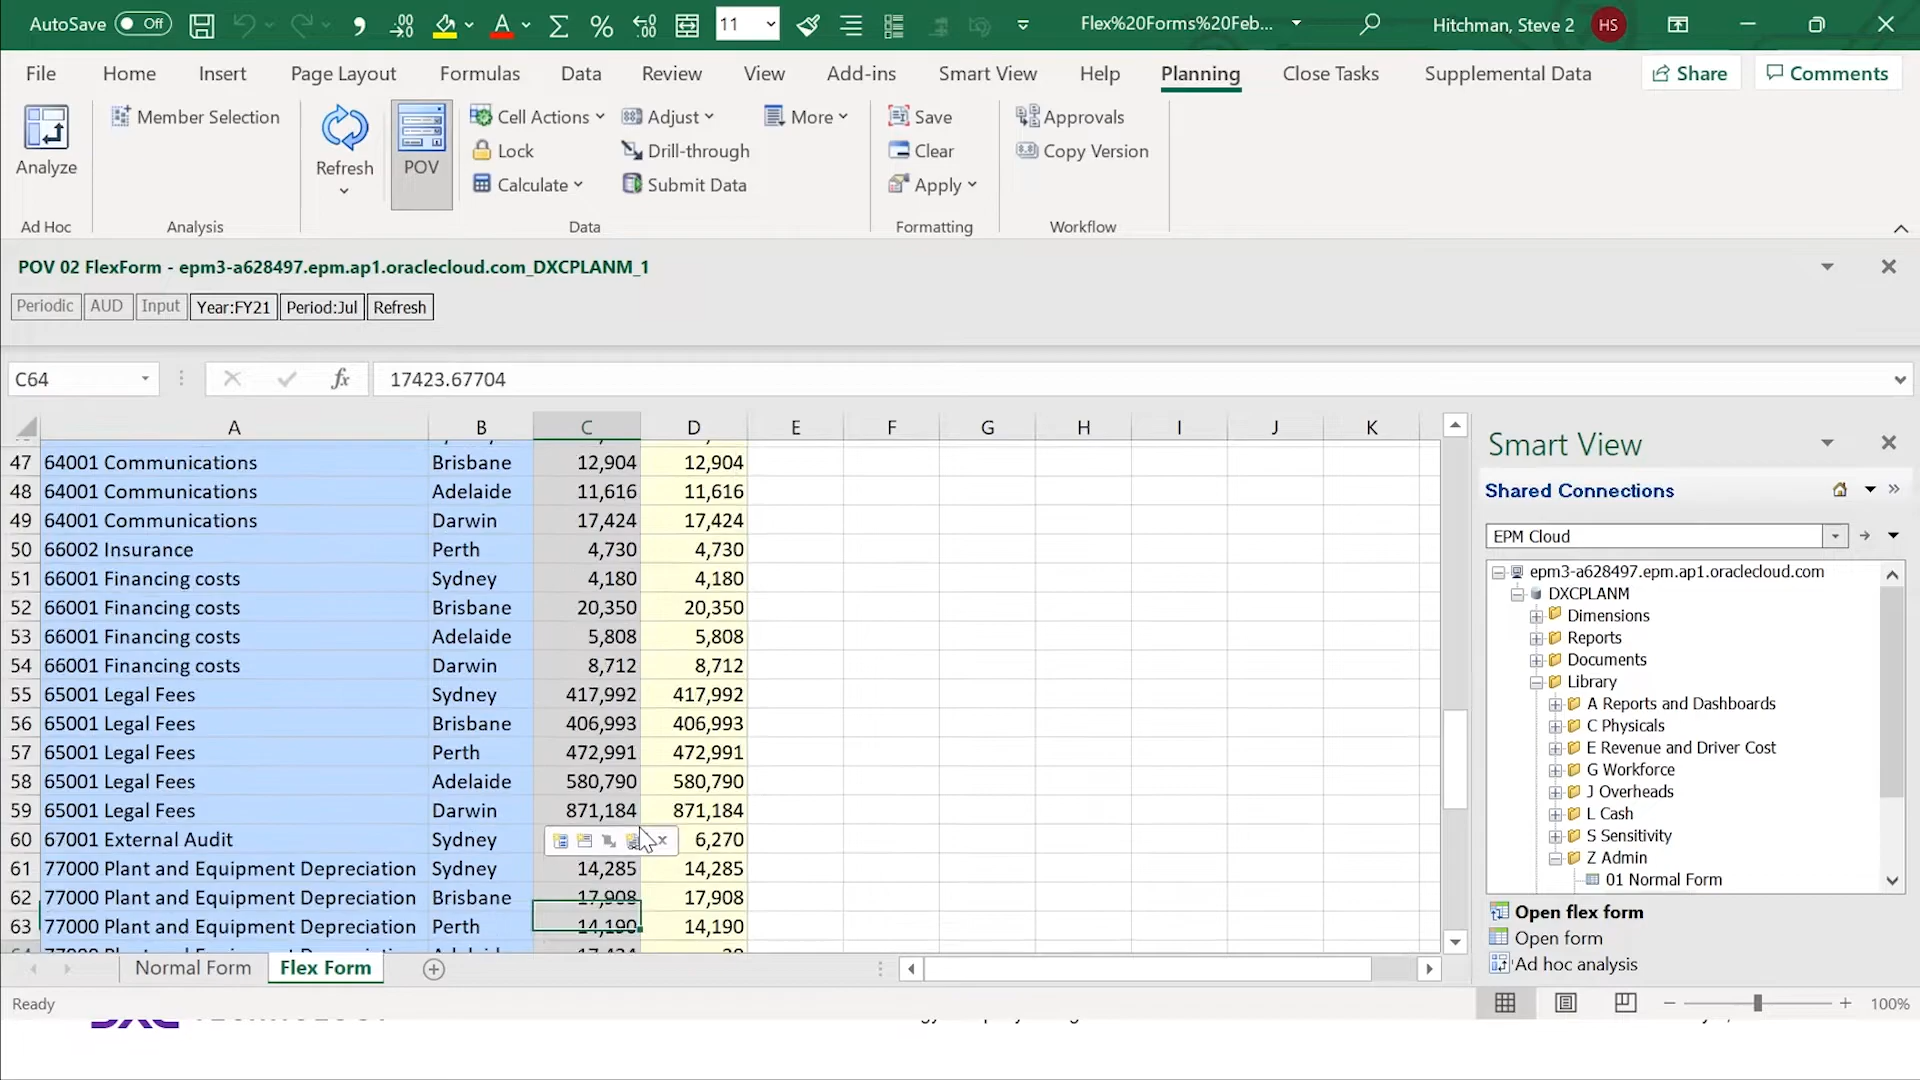 AutoSave Off 11 Flex%20Forms%20Feb... Hitchman, Steve 2 HS
File Home Insert Page Layout Formulas Data Review View Add-ins Smart View Help Planning Close Tasks Supplemental Data Share Comments
Analyze
Ad Hoc
Member Selection
Analysis
Refresh
POV
Cell Actions
Lock
Calculate
Adjust
Drill-through
Submit Data
More
Data
Save
Clear
Apply
Formatting
Approvals
Copy Version
Workflow
POV 02 FlexForm - epm3-a628497.epm.ap1.oraclecloud.com_DXCPLANM_1
Periodic AUD Input Year:FY21 Period:Jul Refresh
C64 fx 17423.67704
A B C D E F G H I J K
47 64001 Communications Brisbane 12,904 12,904
48 64001 Communications Adelaide 11,616 11,616
49 64001 Communications Darwin 17,424 17,424
50 66002 Insurance Perth 4,730 4,730
51 66001 Financing costs Sydney 4,180 4,180
52 66001 Financing costs Brisbane 20,350 20,350
53 66001 Financing costs Adelaide 5,808 5,808
54 66001 Financing costs Darwin 8,712 8,712
55 65001 Legal Fees Sydney 417,992 417,992
56 65001 Legal Fees Brisbane 406,993 406,993
57 65001 Legal Fees Perth 472,991 472,991
58 65001 Legal Fees Adelaide 580,790 580,790
59 65001 Legal Fees Darwin 871,184 871,184
60 67001 External Audit Sydney 6,270
61 77000 Plant and Equipment Depreciation Sydney 14,285 14,285
62 77000 Plant and Equipment Depreciation Brisbane 17,908 17,908
63 77000 Plant and Equipment Depreciation Perth 14,190 14,190
Normal Form Flex Form
Smart View
Shared Connections
EPM Cloud
epm3-a628497.epm.ap1.oraclecloud.com
DXCPLANM
Dimensions
Reports
Documents
Library
A Reports and Dashboards
C Physicals
E Revenue and Driver Cost
G Workforce
J Overheads
L Cash
S Sensitivity
Z Admin
01 Normal Form
Open flex form
Open form
Ad hoc analysis
Ready 100%